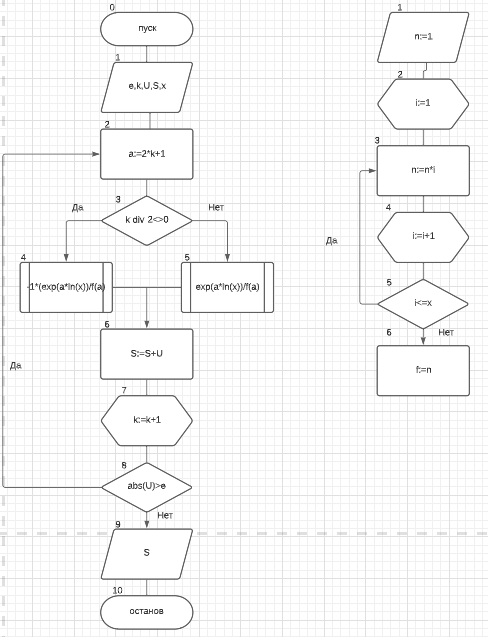 0
пуск
1
e,k,U,S,x
2
a:=2*k+1
3
k div 2<>0
Да
Нет
4
-1*(exp(a*ln(x))/f(a)
5
exp(a*ln(x))/f(a)
6
S:=S+U
7
k:=k+1
8
abs(U)>e
Да
Нет
9
S
10
останов
1
n:=1
2
i:=1
3
n:=n*i
4
i:=i+1
Да
5
i<=x
Нет
6
f:=n